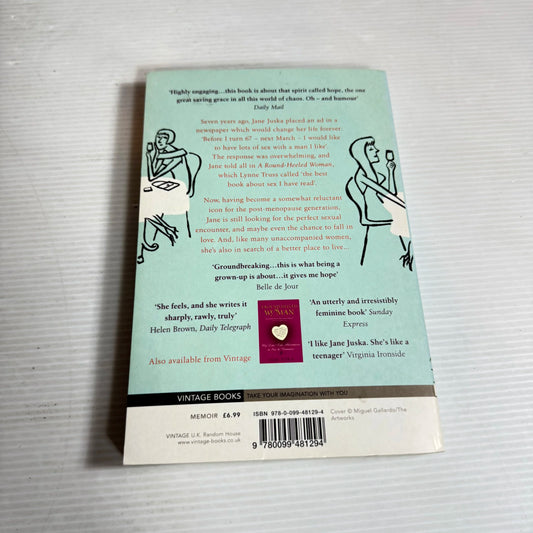 'Highly engaging...this book is about that spirit called hope, the one
great saving grace in all this world of chaos. Oh – and humour'
Daily Mail
Seven years ago, Jane Juska placed an ad in a
newspaper which would change her life forever.
'Before I turn 67 – next March – I would like
to have lots of sex with a man I like'.
The response was overwhelming, and
Jane told all in A Round-Heeled Woman,
which Lynne Truss called 'the best
book about sex I have read'.
Now, having become a somewhat reluctant
icon for the post-menopause generation,
Jane is still looking for the perfect sexual
encounter, and maybe even the chance to fall in
love. And, like many unaccompanied women,
she's also in search of a better place to live...
'Groundbreaking...this is what being a
grown-up is about...it gives me hope'
Belle de Jour
'She feels, and she writes it
sharply, rawly, truly'
Helen Brown, Daily Telegraph
Also available from Vintage
WOMAN
'An utterly and irresistibly
feminine book' Sunday
Express
'I like Jane Juska. She's like a
teenager' Virginia Ironside
VINTAGE BOOKS TAKE YOUR IMAGINATION WITH YOU
MEMOIR £6.99
VINTAGE U.K. Random House
www.vintage-books.co.uk
ISBN 978-0-099-48129-4
9 780099 481294
Cover © Miguel Gallardo/The
Artworks